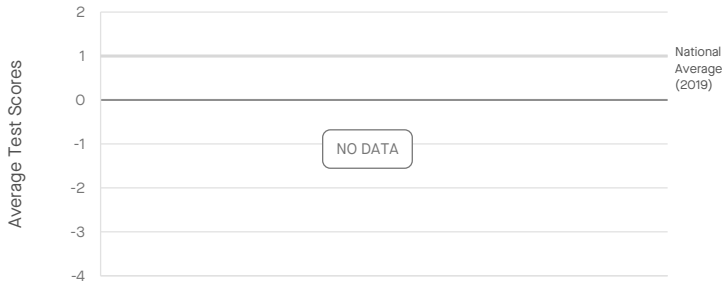 Average Test Scores
2
1
0
-1
-2
-3
-4
NO DATA
National
Average
(2019)